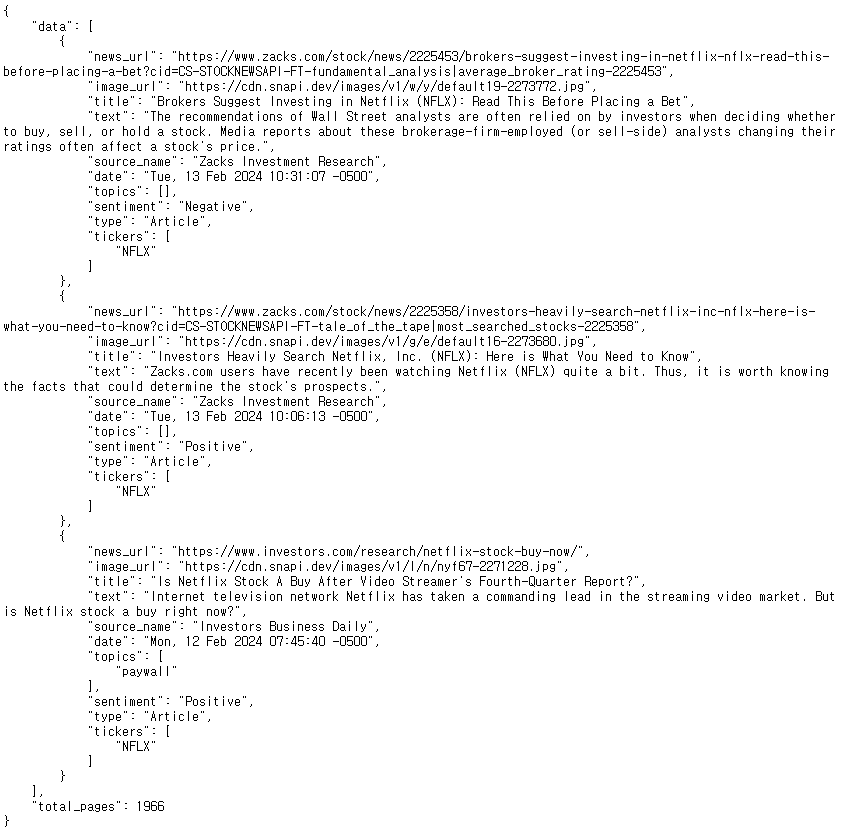 {
    "data": [
        {
            "news_url": "https://www.zacks.com/stock/news/2225453/brokers-suggest-investing-in-netflix-nflx-read-this-
before-placing-a-bet?cid=CS-STOCKNEWSAPI-FT-fundamental_analysis|average_broker_rating-2225453",
            "image_url": "https://cdn.snapi.dev/images/v1/w/y/default19-2273772.jpg",
            "title": "Brokers Suggest Investing in Netflix (NFLX): Read This Before Placing a Bet",
            "text": "The recommendations of Wall Street analysts are often relied on by investors when deciding whether
to buy, sell, or hold a stock. Media reports about these brokerage-firm-employed (or sell-side) analysts changing their
ratings often affect a stock's price.",
            "source_name": "Zacks Investment Research",
            "date": "Tue, 13 Feb 2024 10:31:07 -0500",
            "topics": [],
            "sentiment": "Negative",
            "type": "Article",
            "tickers": [
                "NFLX"
            ]
        },
        {
            "news_url": "https://www.zacks.com/stock/news/2225358/investors-heavily-search-netflix-inc-nflx-here-is-
what-you-need-to-know?cid=CS-STOCKNEWSAPI-FT-tale_of_the_tape|most_searched_stocks-2225358",
            "image_url": "https://cdn.snapi.dev/images/v1/g/e/default16-2273680.jpg",
            "title": "Investors Heavily Search Netflix, Inc. (NFLX): Here is What You Need to Know",
            "text": "Zacks.com users have recently been watching Netflix (NFLX) quite a bit. Thus, it is worth knowing
the facts that could determine the stock's prospects.",
            "source_name": "Zacks Investment Research",
            "date": "Tue, 13 Feb 2024 10:06:13 -0500",
            "topics": [],
            "sentiment": "Positive",
            "type": "Article",
            "tickers": [
                "NFLX"
            ]
        },
        {
            "news_url": "https://www.investors.com/research/netflix-stock-buy-now/",
            "image_url": "https://cdn.snapi.dev/images/v1/l/n/nyf67-2271228.jpg",
            "title": "Is Netflix Stock A Buy After Video Streamer's Fourth-Quarter Report?",
            "text": "Internet television network Netflix has taken a commanding lead in the streaming video market. But
is Netflix stock a buy right now?",
            "source_name": "Investors Business Daily",
            "date": "Mon, 12 Feb 2024 07:45:40 -0500",
            "topics": [
                "paywall"
            ],
            "sentiment": "Positive",
            "type": "Article",
            "tickers": [
                "NFLX"
            ]
        }
    ],
    "total_pages": 1966
}